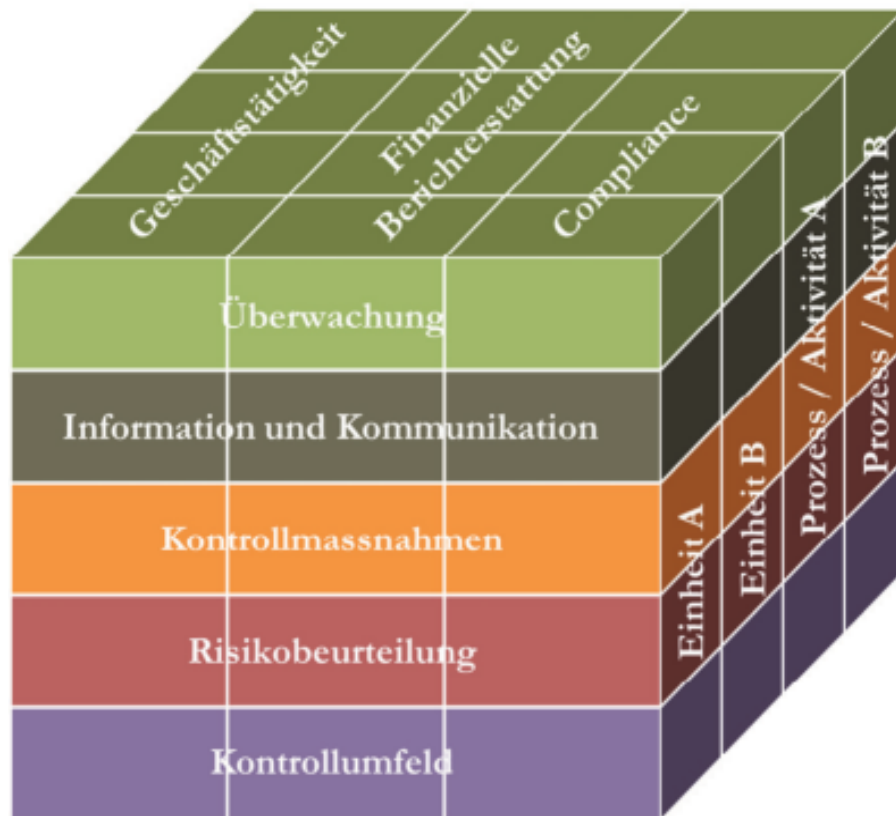 Geschäftstätigkeit
Finanzielle
Berichterstattung
Compliance
Überwachung
Information und Kommunikation
Kontrollmassnahmen
Risikobeurteilung
Kontrollumfeld
Einheit A
Einheit B
Prozess / Aktivität A
Prozess / Aktivität B